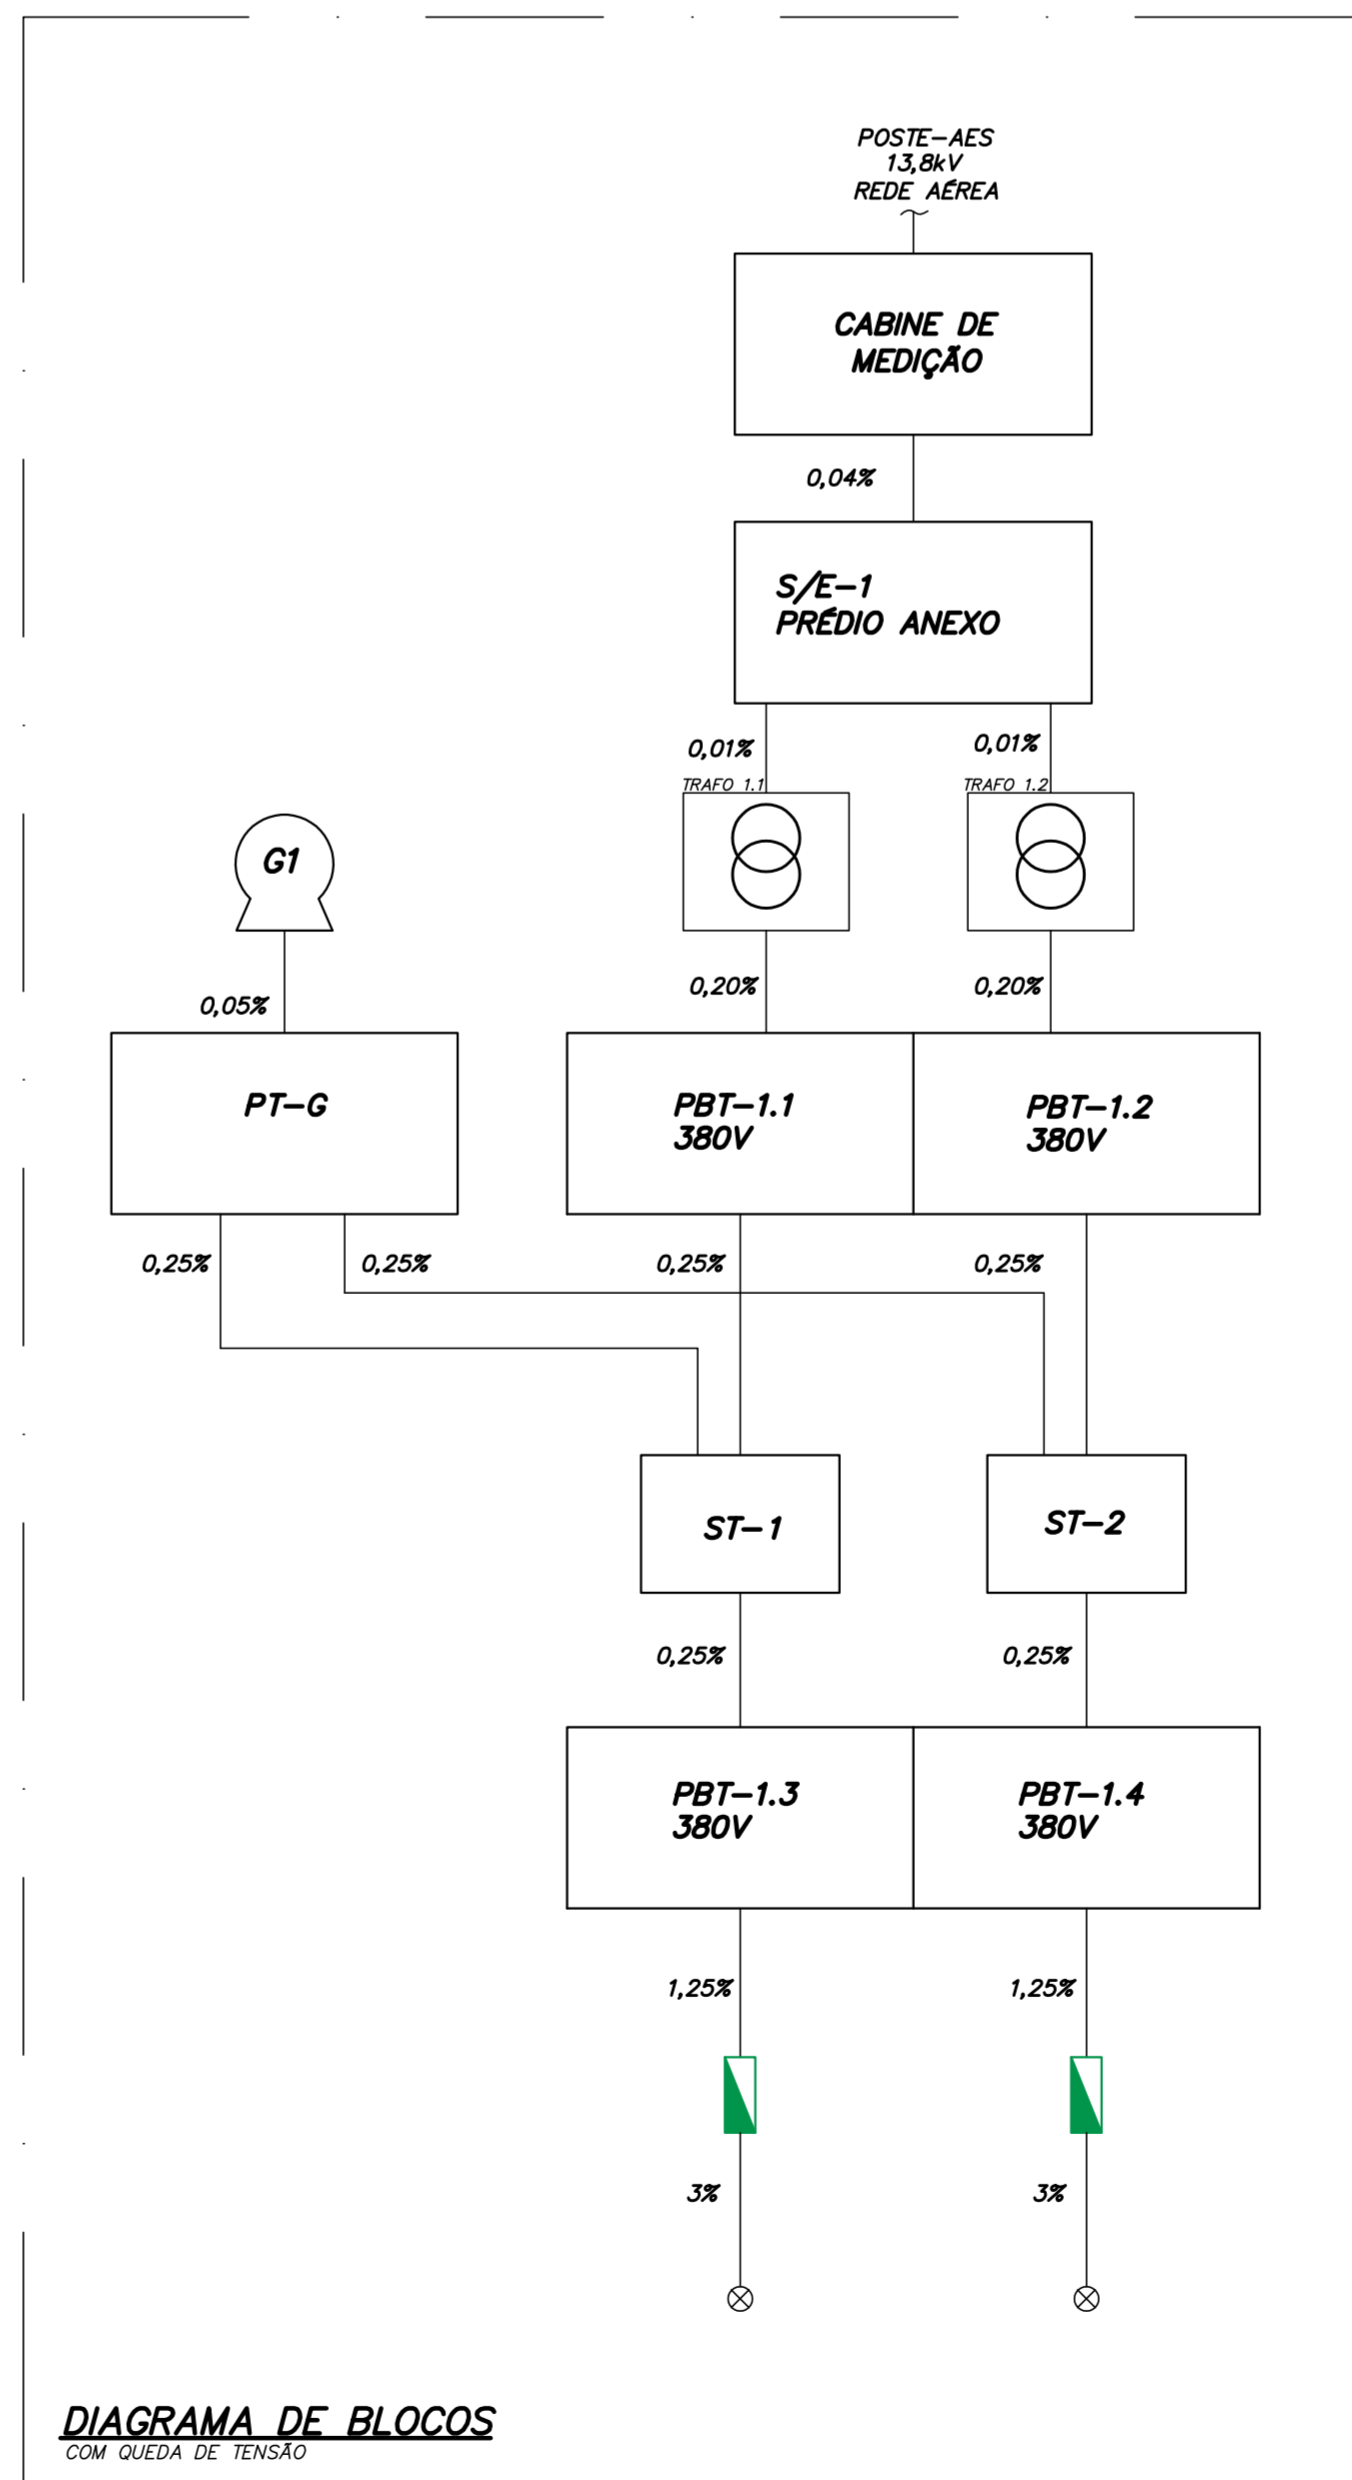 POSTE-AES
13,8kV
REDE AÉREA
CABINE DE
MEDIÇÃO
0,04%
S/E-1
PRÉDIO ANEXO
0,01%
0,01%
TRAFO 1.1
TRAFO 1.2
G1
0,20%
0,20%
0,05%
PT-G
PBT-1.1
380V
PBT-1.2
380V
0,25%
0,25%
0,25%
0,25%
ST-1
ST-2
0,25%
0,25%
PBT-1.3
380V
PBT-1.4
380V
1,25%
1,25%
3%
3%
DIAGRAMA DE BLOCOS
COM QUEDA DE TENSÃO